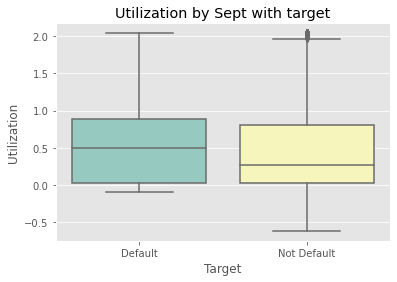 Utilization by Sept with target
2.0
1.5
1.0
0.5
0.0
−0.5
Utilization
Default
Not Default
Target